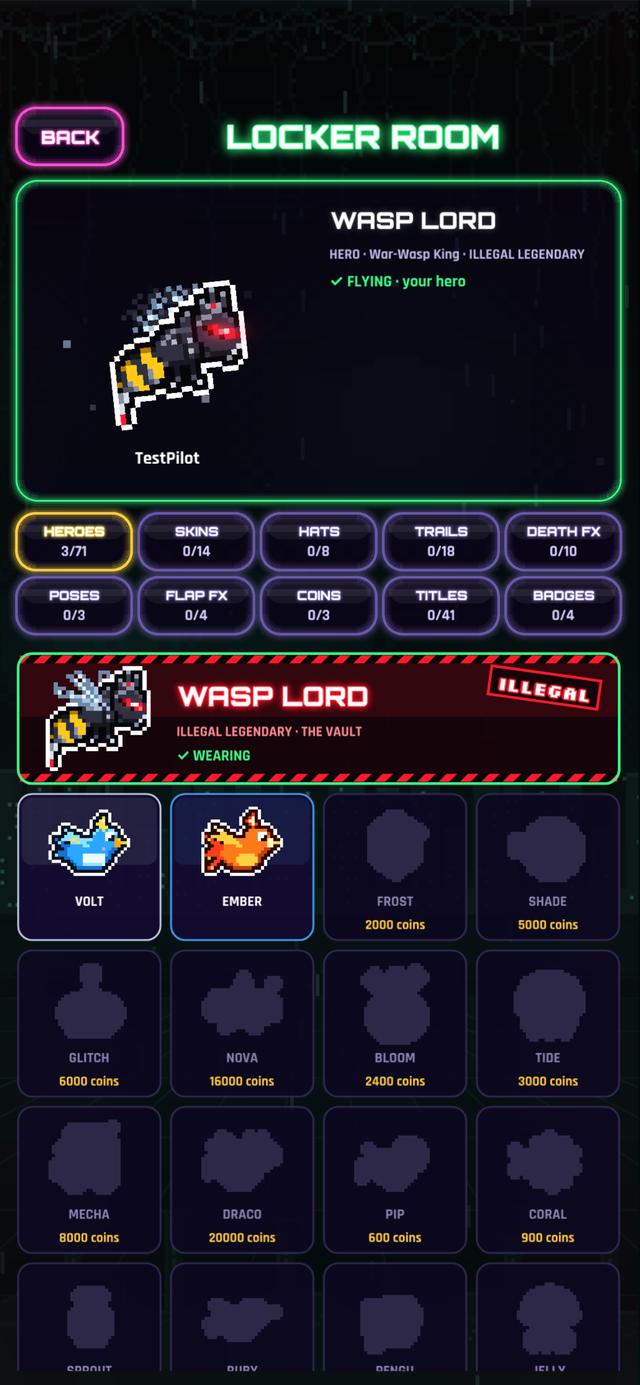 BACK
LOCKER ROOM
WASP LORD
HERO · War-Wasp King · ILLEGAL LEGENDARY
✓ FLYING · your hero
TestPilot
HEROES
3/71
SKINS
0/14
HATS
0/8
TRAILS
0/18
DEATH FX
0/10
POSES
0/3
FLAP FX
0/4
COINS
0/3
TITLES
0/41
BADGES
0/4
WASP LORD
ILLEGAL
ILLEGAL LEGENDARY · THE VAULT
✓ WEARING
VOLT
EMBER
FROST
2000 coins
SHADE
5000 coins
GLITCH
6000 coins
NOVA
16000 coins
BLOOM
2400 coins
TIDE
3000 coins
MECHA
8000 coins
DRACO
20000 coins
PIP
600 coins
CORAL
900 coins
SPROUT
RUBY
PENGU
JELLY